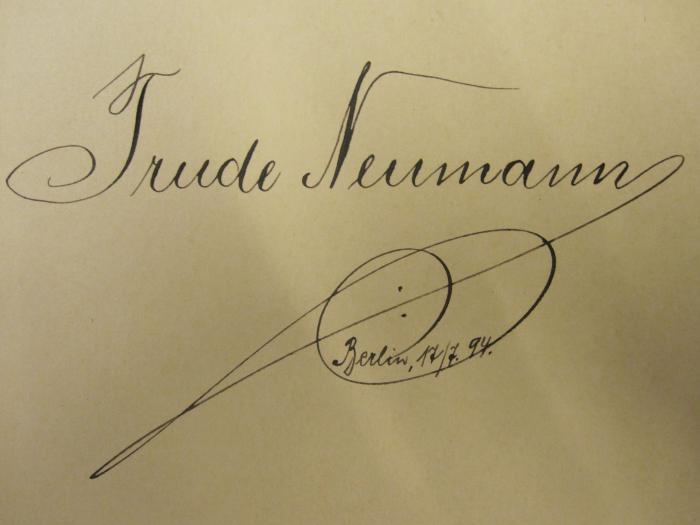 Trude Neumann
Berlin, 17/7. 94.